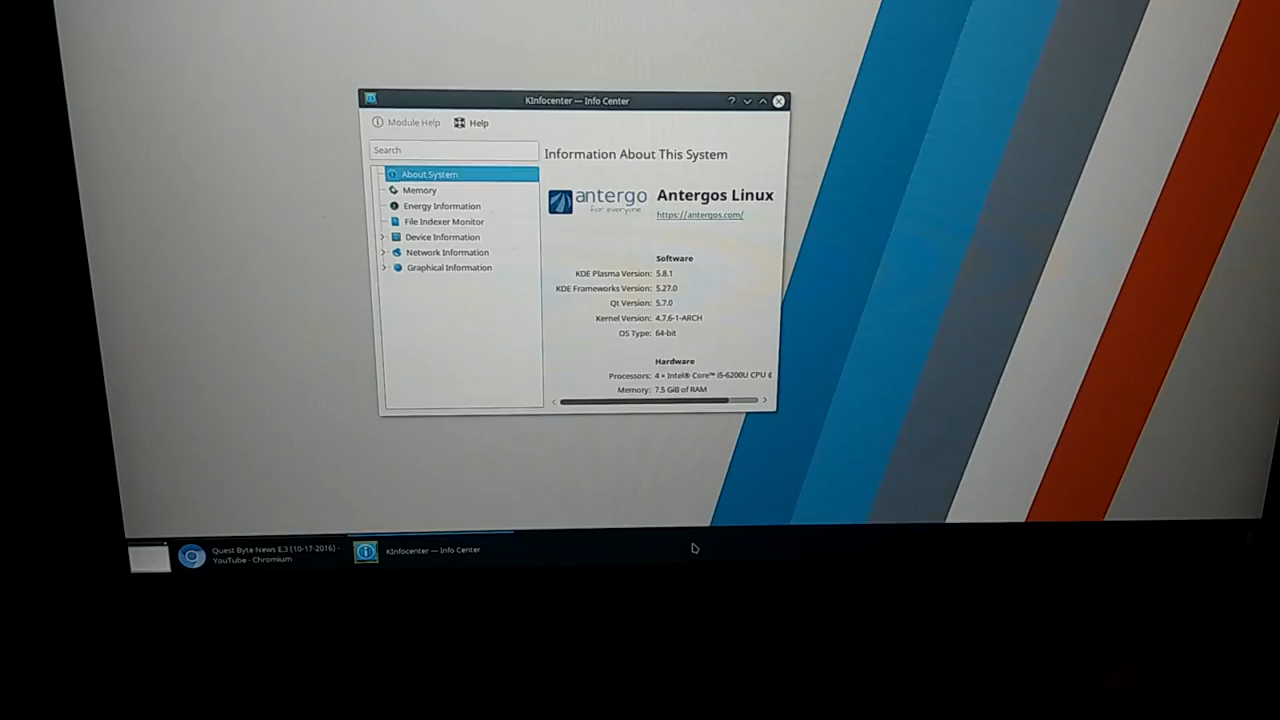 KInfocenter — Info Center
Module Help Help
Search
About System
Memory
Energy Information
File Indexer Monitor
Device Information
Network Information
Graphical Information
Information About This System
antergo
for everyone
Antergos Linux
https://antergos.com/
Software
KDE Plasma Version: 5.8.1
KDE Frameworks Version: 5.27.0
Qt Version: 5.7.0
Kernel Version: 4.7.6-1-ARCH
OS Type: 64-bit
Hardware
Processors: 4 × Intel® Core™ i5-6200U CPU
Memory: 7.5 GiB of RAM
Quest Byte News E.3 (10-17-2016) -
YouTube - Chromium
KInfocenter — Info Center